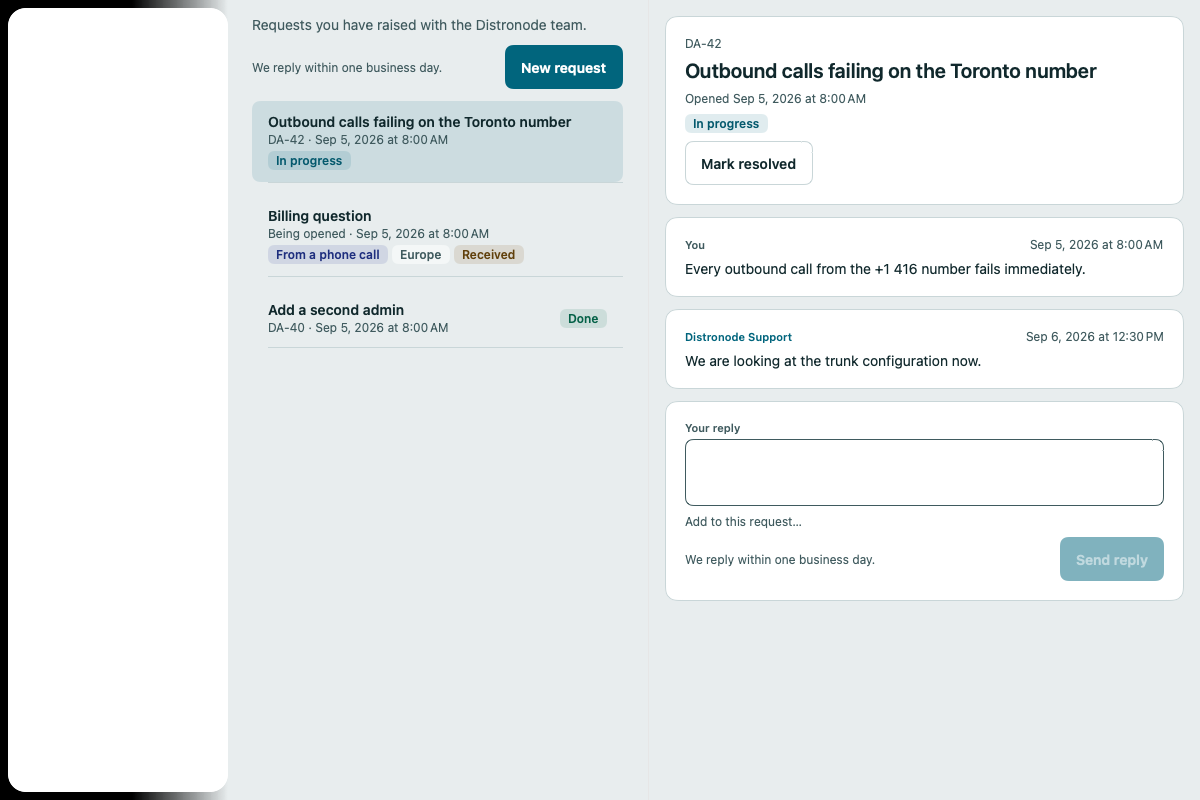 Requests you have raised with the Distronode team.
We reply within one business day.
New request
Outbound calls failing on the Toronto number
DA-42 · Sep 5, 2026 at 8:00 AM
In progress
Billing question
Being opened · Sep 5, 2026 at 8:00 AM
From a phone call Europe Received
Add a second admin
DA-40 · Sep 5, 2026 at 8:00 AM
Done
DA-42
Outbound calls failing on the Toronto number
Opened Sep 5, 2026 at 8:00 AM
In progress
Mark resolved
You Sep 5, 2026 at 8:00 AM
Every outbound call from the +1 416 number fails immediately.
Distronode Support Sep 6, 2026 at 12:30 PM
We are looking at the trunk configuration now.
Your reply
Add to this request…
We reply within one business day.
Send reply